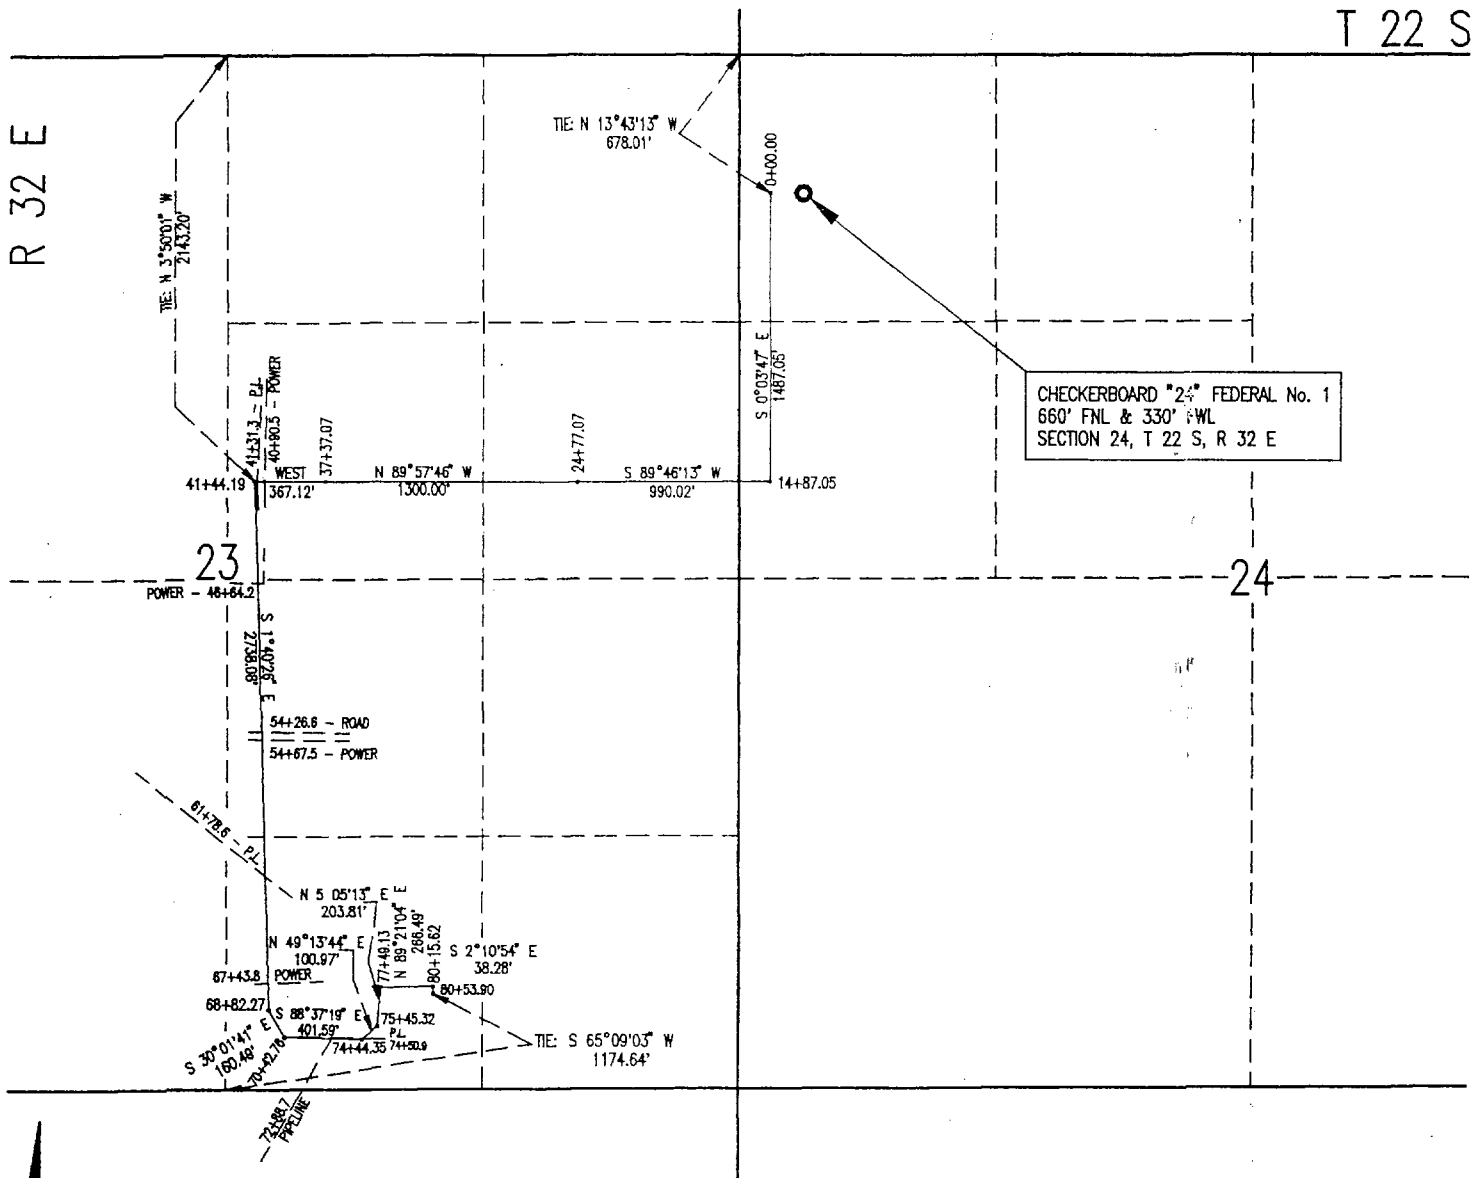 T 22 S
R 32 E
TIE: N 13°43'13" W
678.01'
0+00.00
TIE: N 3°50'01" W
2143.20'
S 0°03'47" E
1487.05'
CHECKERBOARD "24" FEDERAL No. 1
660' FNL & 330' FWL
SECTION 24, T 22 S, R 32 E
41+31.3 - P.L.
40+90.5 - POWER
37+37.07
24+77.07
41+44.19
WEST
367.12'
N 89°57'46" W
1300.00'
S 89°46'13" W
990.02'
14+87.05
23
24
POWER - 46+64.2
S 1°40'26" E
2738.08'
54+26.6 - ROAD
54+67.5 - POWER
61+78.6 - P.L.
N 5 05'13" E
203.81'
N 49°13'44" E
100.97'
77+49.13
N 89°21'04" E
266.49'
80+15.62
S 2°10'54" E
38.28'
80+53.90
67+43.8 POWER
68+82.27
S 88°37'19" E
401.59'
75+45.32
P.L.
74+50.9
74+44.35
S 30°01'41" E
160.49'
70+42.76
TIE: S 65°09'03" W
1174.64'
72+88.7
PIPELINE